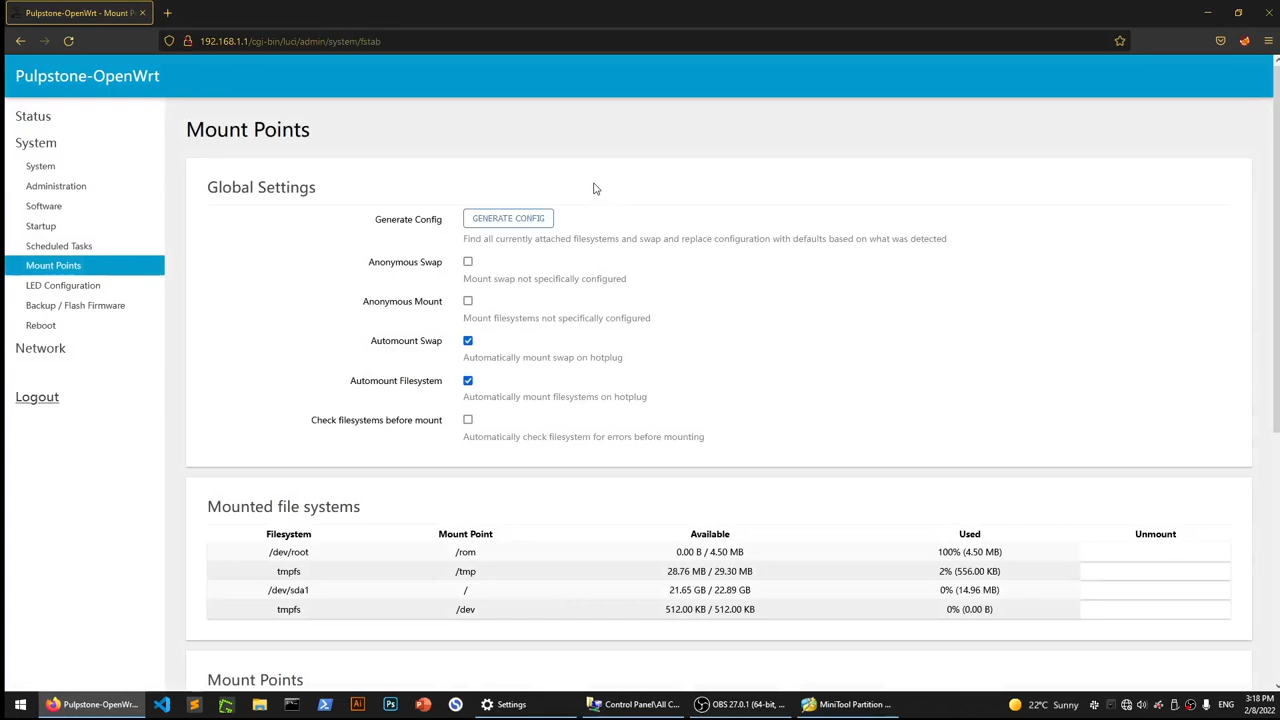 Pulpstone-OpenWrt - Mount P
192.168.1.1/cgi-bin/luci/admin/system/fstab
Pulpstone-OpenWrt
Status
System
System
Administration
Software
Startup
Scheduled Tasks
Mount Points
LED Configuration
Backup / Flash Firmware
Reboot
Network
Logout
Mount Points
Global Settings
Generate Config GENERATE CONFIG
Find all currently attached filesystems and swap and replace configuration with defaults based on what was detected
Anonymous Swap
Mount swap not specifically configured
Anonymous Mount
Mount filesystems not specifically configured
Automount Swap
Automatically mount swap on hotplug
Automount Filesystem
Automatically mount filesystems on hotplug
Check filesystems before mount
Automatically check filesystem for errors before mounting
Mounted file systems
Filesystem Mount Point Available Used Unmount
/dev/root /rom 0.00 B / 4.50 MB 100% (4.50 MB)
tmpfs /tmp 28.76 MB / 29.30 MB 2% (556.00 KB)
/dev/sda1 / 21.65 GB / 22.89 GB 0% (14.96 MB)
tmpfs /dev 512.00 KB / 512.00 KB 0% (0.00 B)
Mount Points
Pulpstone-OpenWr... Settings Control Panel\All C... OBS 27.0.1 (64-bit, ... MiniTool Partition ... 22°C Sunny ENG 3:18 PM
2/8/2022